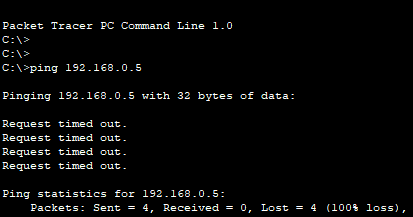 Packet Tracer PC Command Line 1.0
C:\>
C:\>
C:\>ping 192.168.0.5
Pinging 192.168.0.5 with 32 bytes of data:
Request timed out.
Request timed out.
Request timed out.
Request timed out.
Ping statistics for 192.168.0.5:
Packets: Sent = 4, Received = 0, Lost = 4 (100% loss),